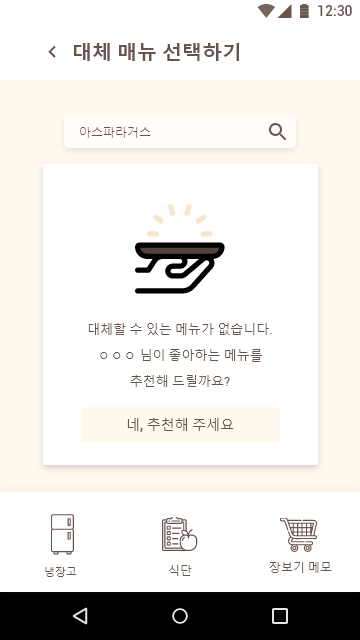 12:30
대체 매뉴 선택하기
아스파라거스
대체할 수 있는 메뉴가 없습니다.
ㅇㅇㅇ 님이 좋아하는 메뉴를
추천해 드릴까요?
네, 추천해 주세요
냉장고
식단
장보기 메모